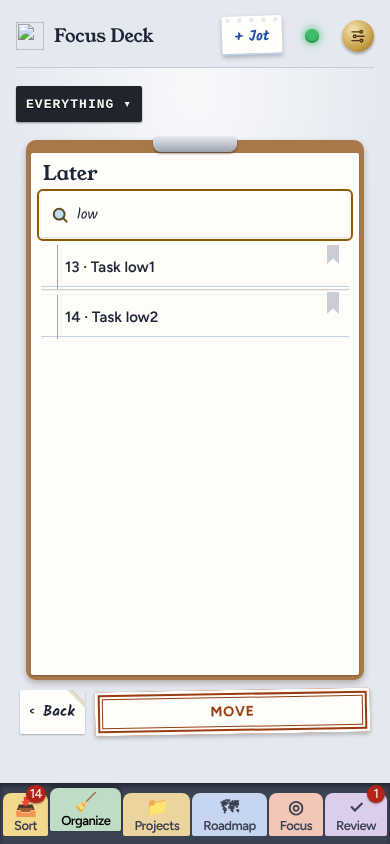 Focus Deck
+ Jot
EVERYTHING ▾
Later
low
13 · Task low1
14 · Task low2
‹ Back
MOVE
14
1
Sort
Organize
Projects
Roadmap
Focus
Review